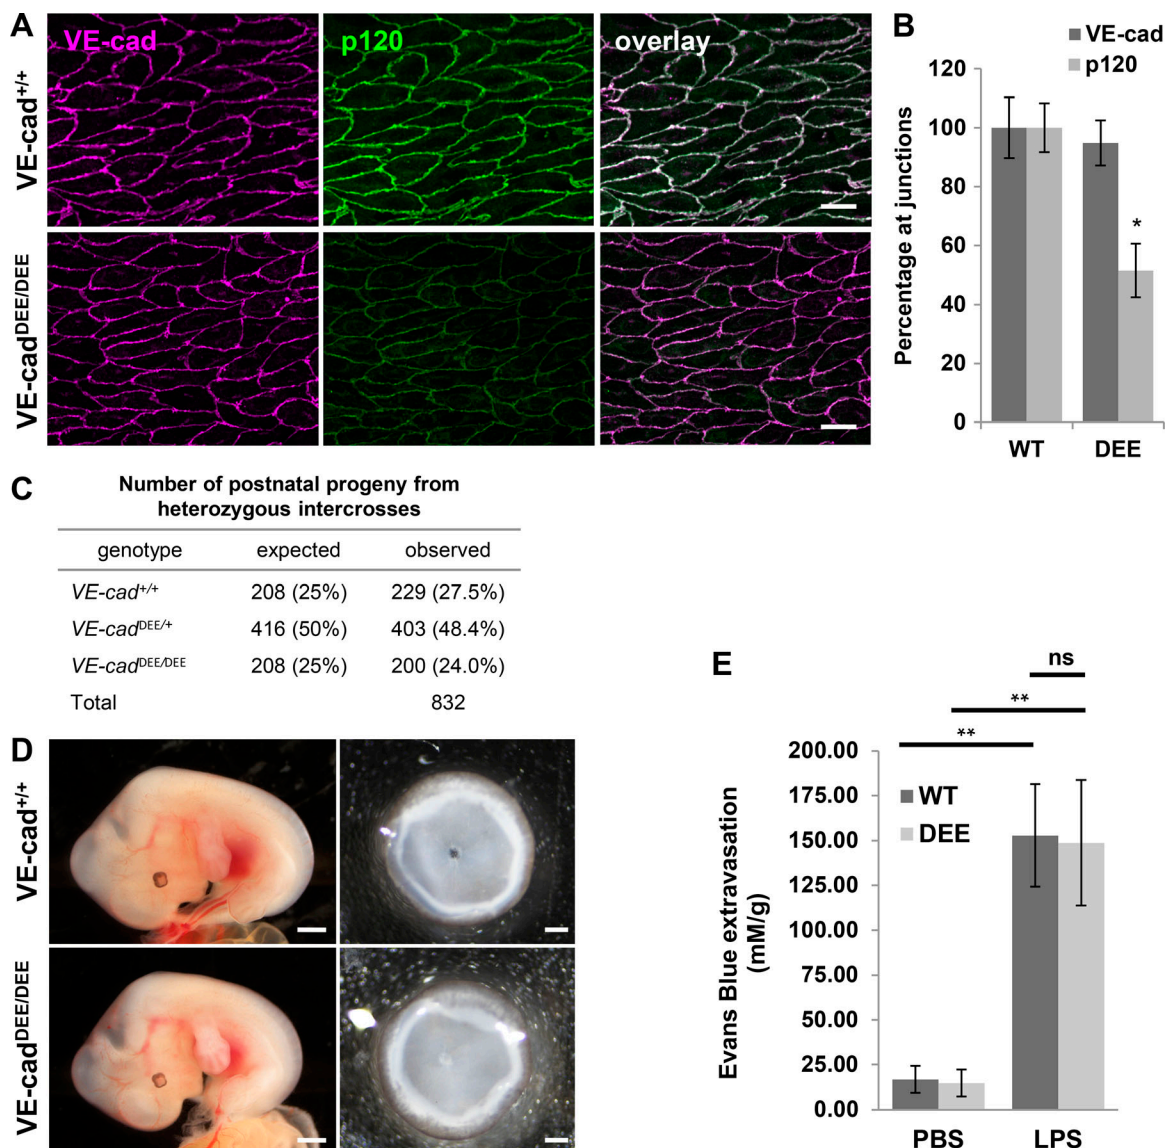 A
VE-cad
p120
overlay
VE-cad+/+
VE-cadDEE/DEE
B
VE-cad
p120
Percentage at junctions
120
100
80
60
40
20
0
*
WT
DEE
C
Number of postnatal progeny from
heterozygous intercrosses
genotype expected observed
VE-cad+/+ 208 (25%) 229 (27.5%)
VE-cadDEE/+ 416 (50%) 403 (48.4%)
VE-cadDEE/DEE 208 (25%) 200 (24.0%)
Total 832
D
VE-cad+/+
VE-cadDEE/DEE
E
ns
**
**
WT
DEE
Evans Blue extravasation
(mM/g)
200.00
175.00
150.00
125.00
100.00
75.00
50.00
25.00
0.00
PBS
LPS